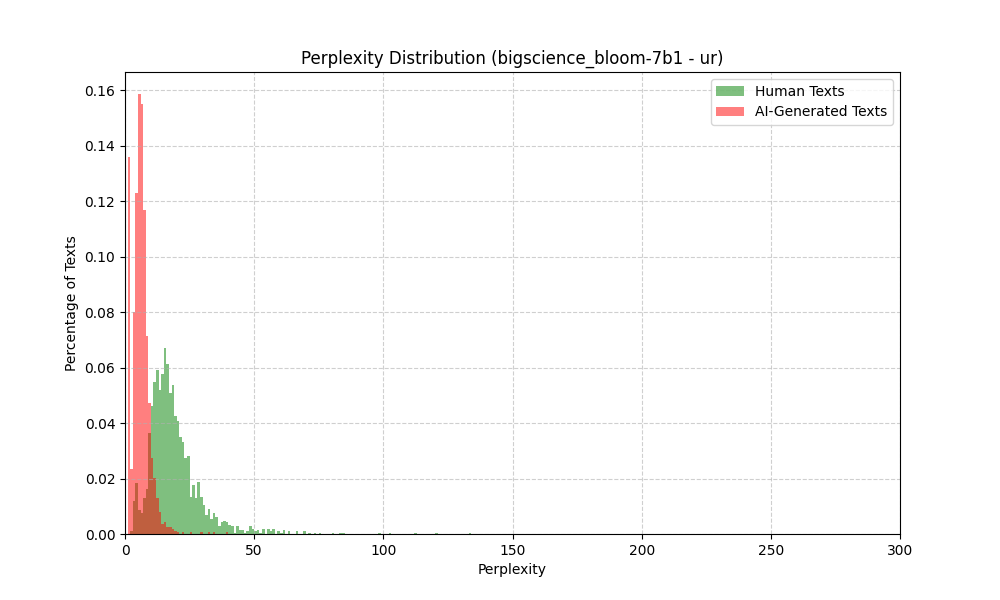 Perplexity Distribution (bigscience_bloom-7b1 - ur)
Human Texts
AI-Generated Texts
Percentage of Texts
0.16
0.14
0.12
0.10
0.08
0.06
0.04
0.02
0.00
0 50 100 150 200 250 300
Perplexity